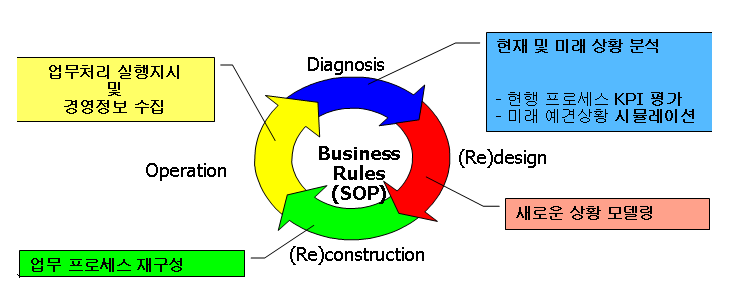 현재 및 미래 상황 분석
- 현행 프로세스 KPI 평가
- 미래 예견상황 시뮬레이션
업무처리 실행지시
및
경영정보 수집
Diagnosis
Operation
Business
Rules
(SOP)
(Re)design
새로운 상황 모델링
(Re)construction
업무 프로세스 재구성